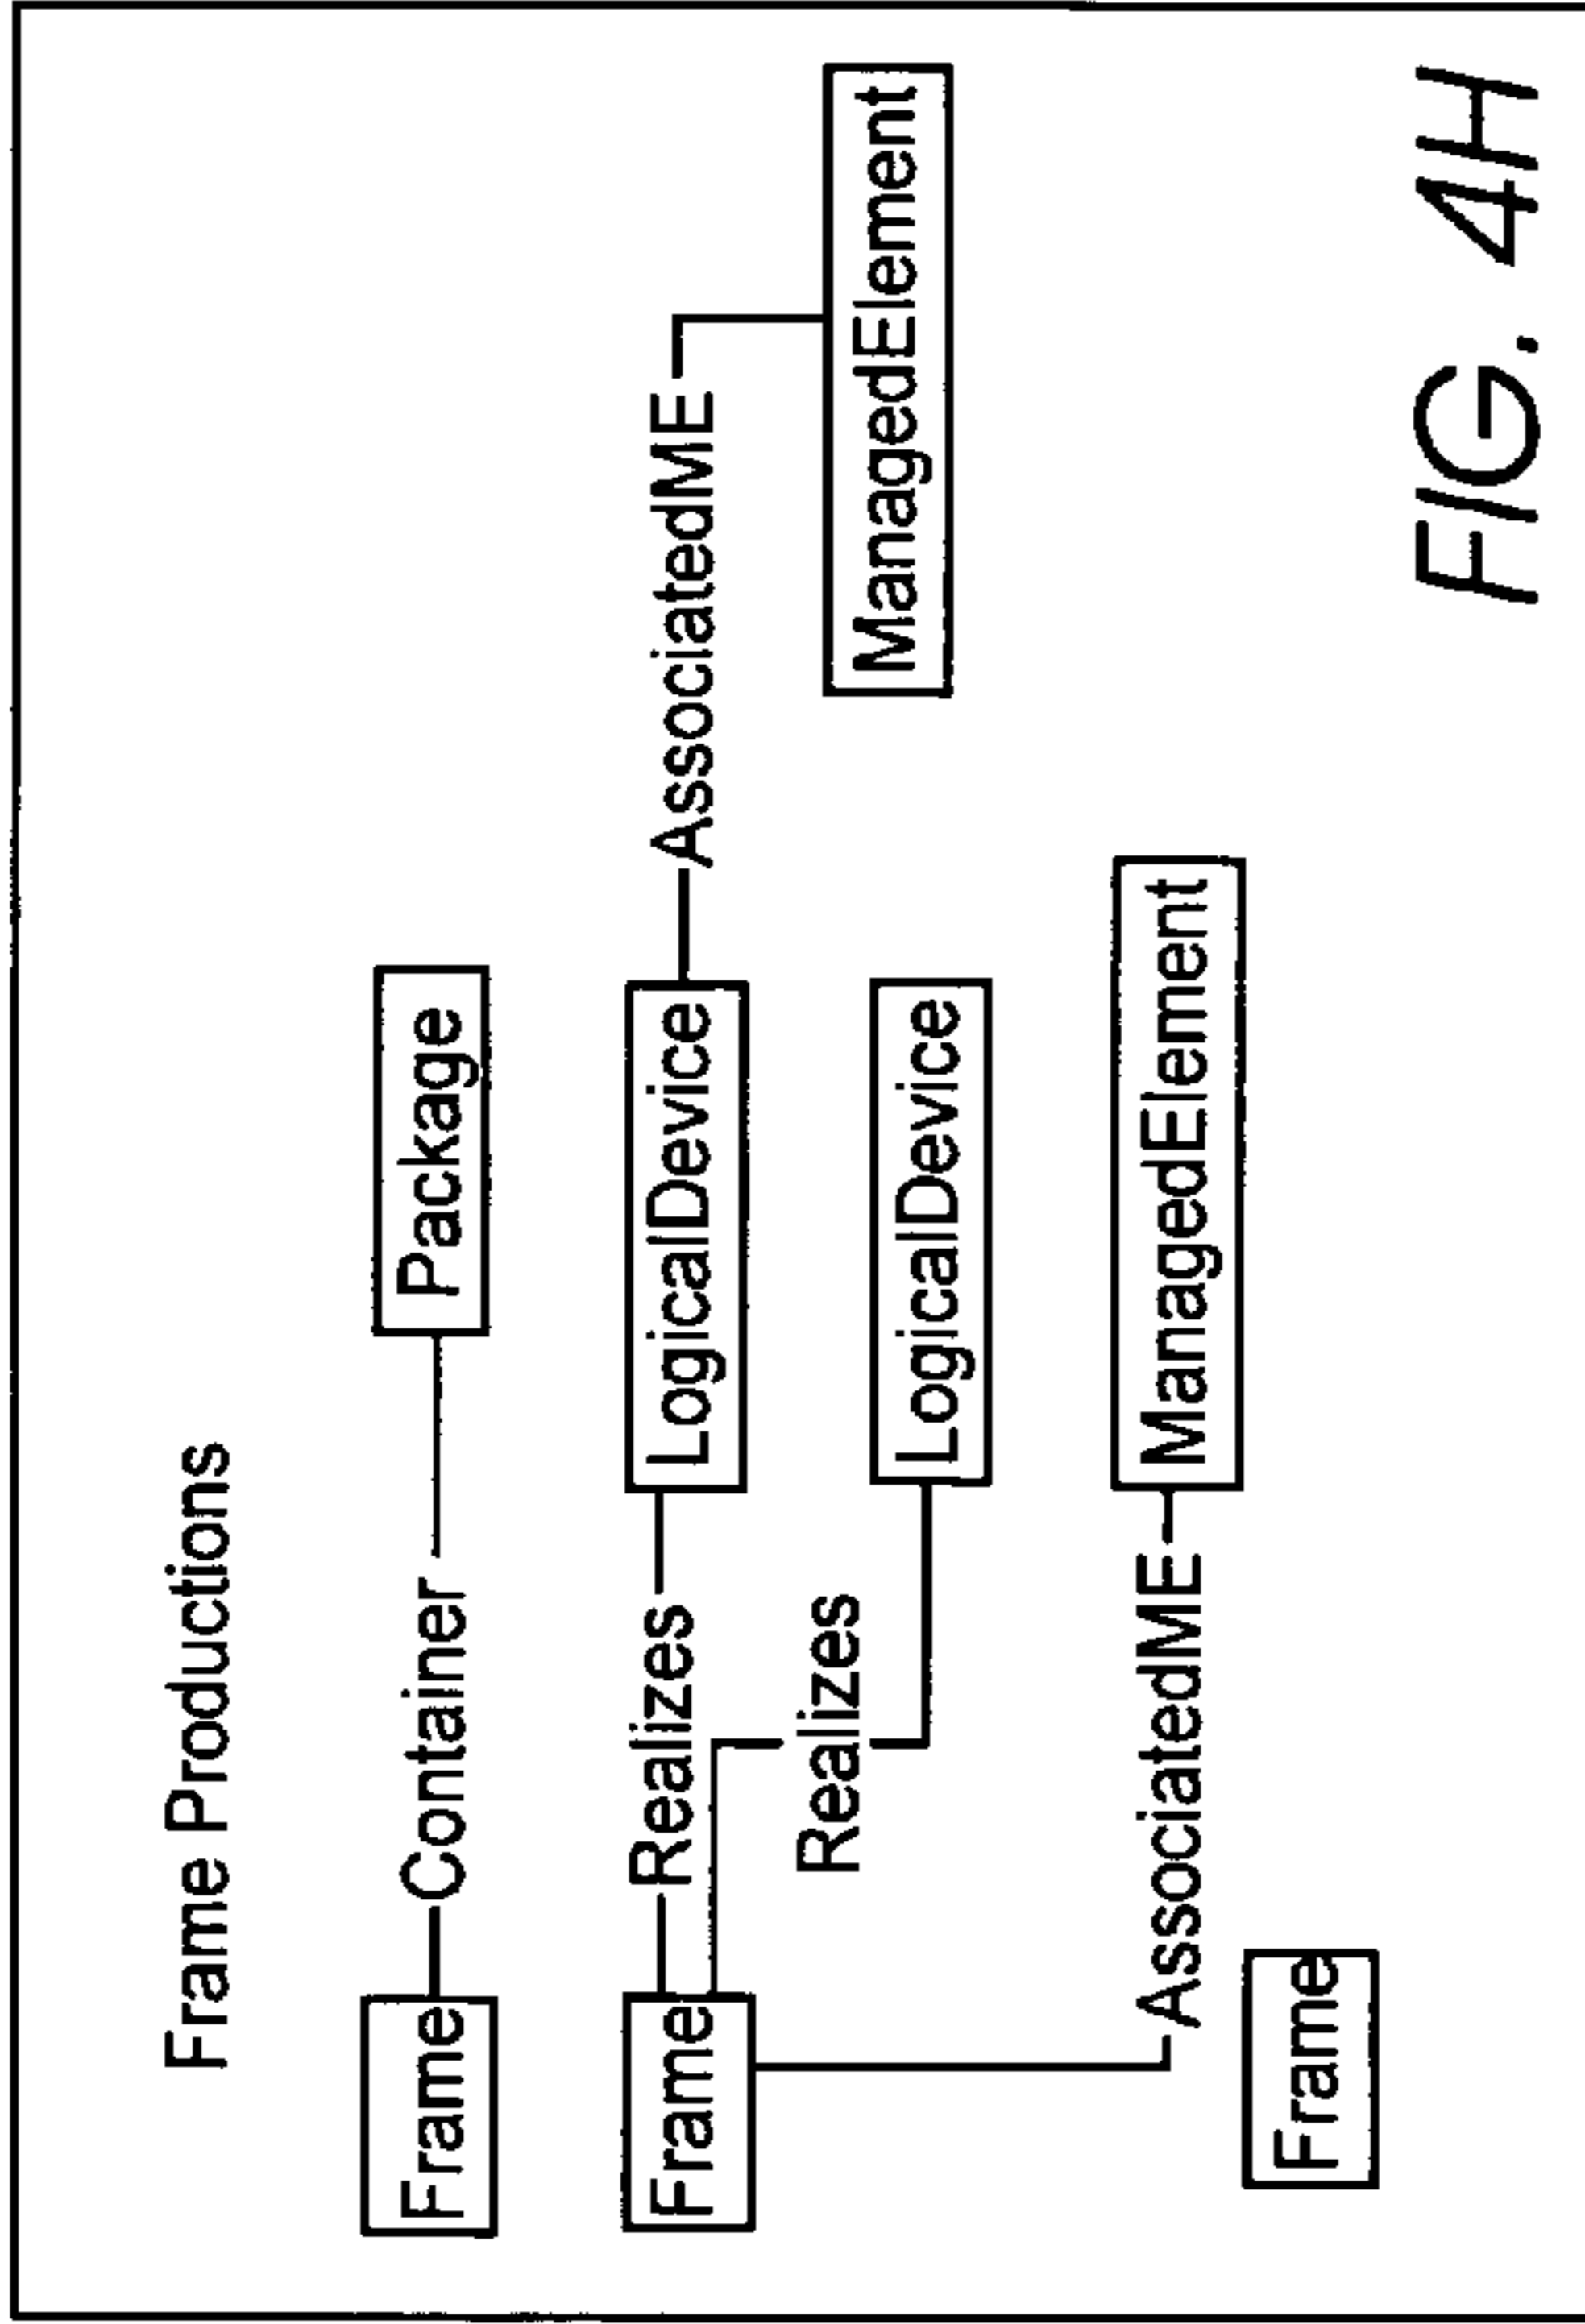 Frame Productions
Frame Container Package
Frame Realizes LogicalDevice AssociatedME
Realizes LogicalDevice ManagedElement
AssociatedME ManagedElement
Frame
FIG. 4H